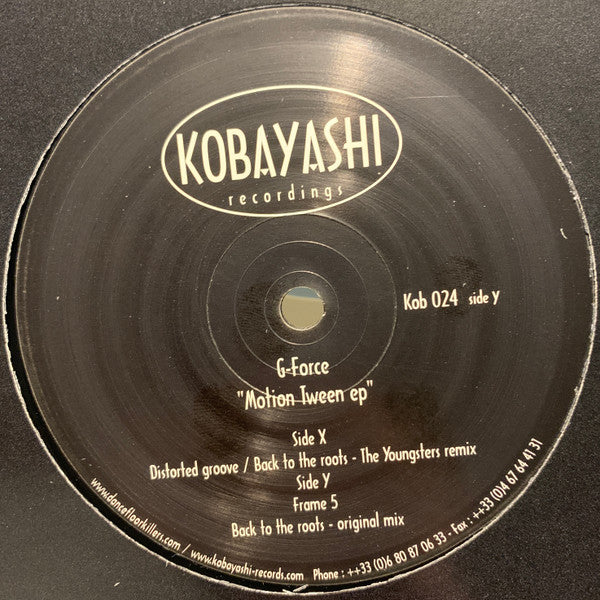 KOBAYASHI
recordings
Kob 024 side y
G-Force
"Motion Tween ep"
Side X
Distorted groove / Back to the roots - The Youngsters remix
Side Y
Frame 5
Back to the roots - original mix
www.dancefloorkillers.com / www.kobayashi-records.com Phone : ++33 (0)6 80 87 06 33 - Fax : ++33 (0)4 67 64 41 31